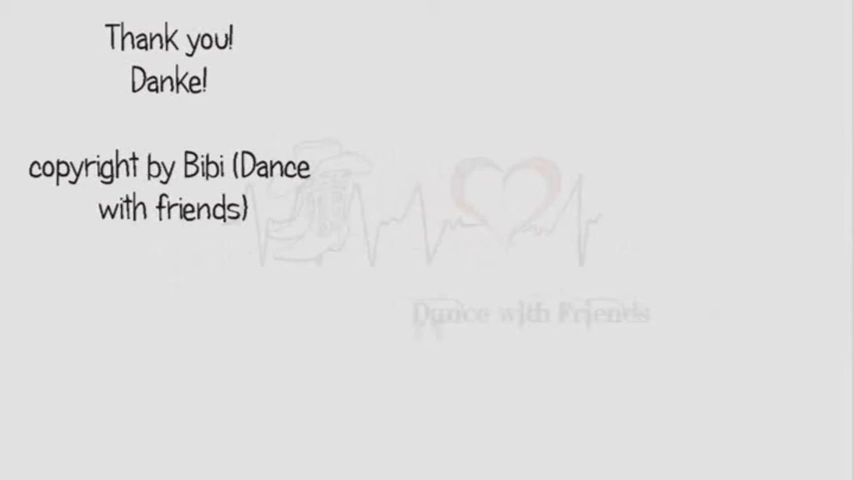 Thank you!
Danke!
copyright by Bibi (Dance
with friends)
Dance with Friends